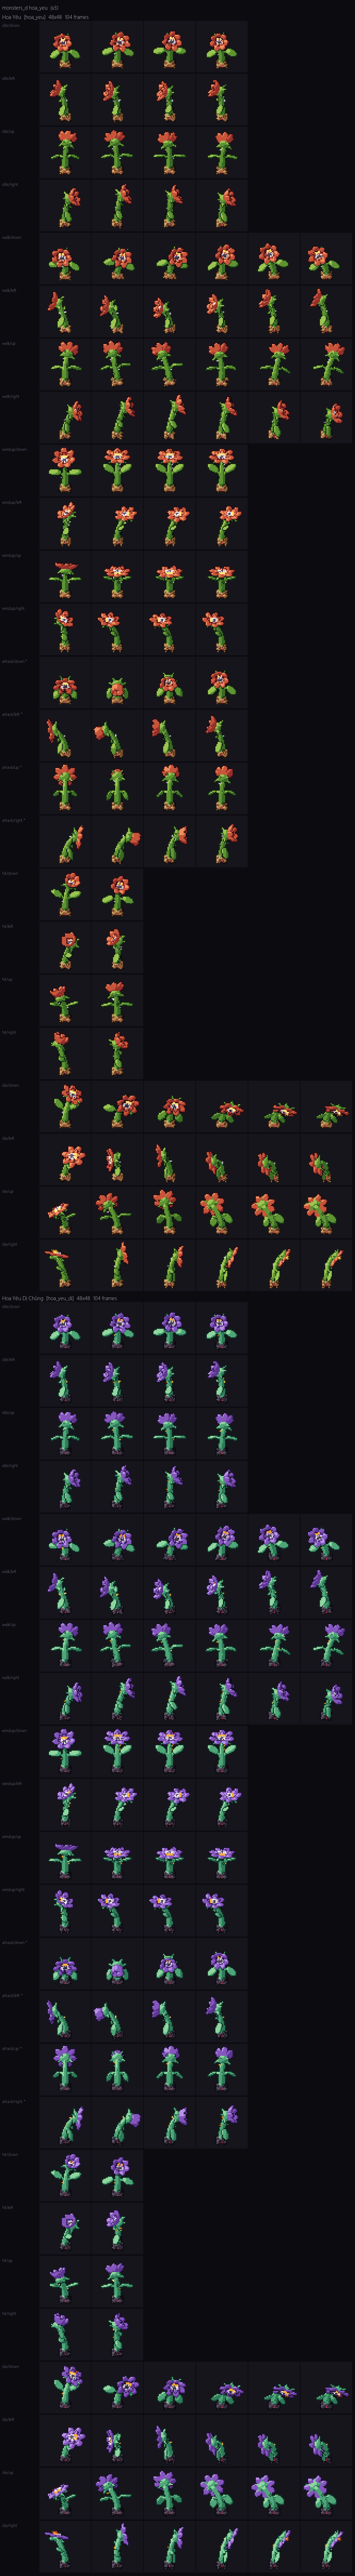 monsters_d hoa_yeu (x3)
Hoa Yêu [hoa_yeu] 48x48 104 frames
idle/down
idle/left
idle/up
idle/right
walk/down
walk/left
walk/up
walk/right
windup/down
windup/left
windup/up
windup/right
attack/down *
attack/left *
attack/up *
attack/right *
hit/down
hit/left
hit/up
hit/right
die/down
die/left
die/up
die/right
Hoa Yêu Dị Chủng [hoa_yeu_di] 48x48 104 frames
idle/down
idle/left
idle/up
idle/right
walk/down
walk/left
walk/up
walk/right
windup/down
windup/left
windup/up
windup/right
attack/down *
attack/left *
attack/up *
attack/right *
hit/down
hit/left
hit/up
hit/right
die/down
die/left
die/up
die/right